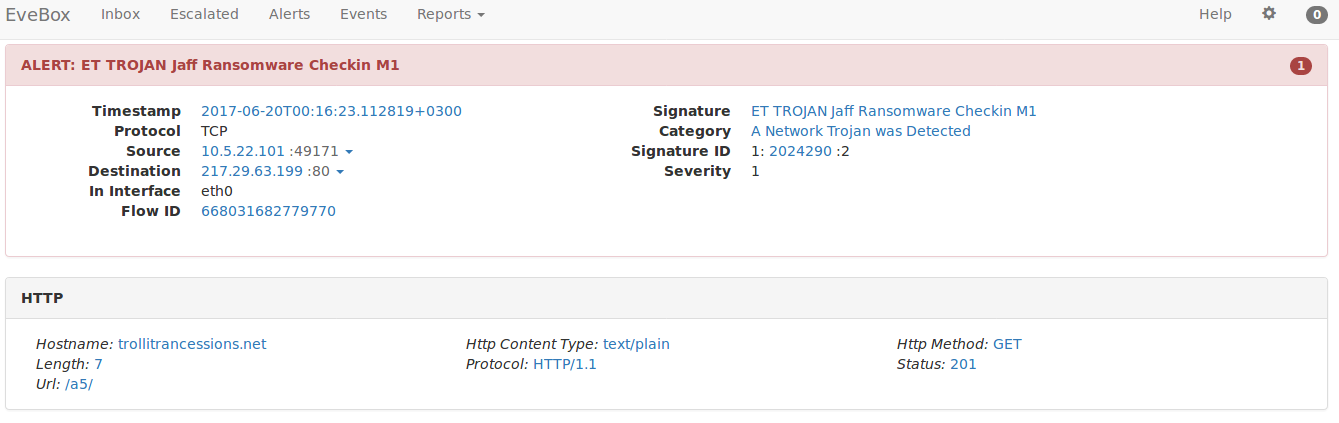 EveBox Inbox Escalated Alerts Events Reports Help 0
ALERT: ET TROJAN Jaff Ransomware Checkin M1 1
Timestamp 2017-06-20T00:16:23.112819+0300 Signature ET TROJAN Jaff Ransomware Checkin M1
Protocol TCP Category A Network Trojan was Detected
Source 10.5.22.101 :49171 Signature ID 1: 2024290 :2
Destination 217.29.63.199 :80 Severity 1
In Interface eth0
Flow ID 668031682779770
HTTP
Hostname: trollitrancessions.net Http Content Type: text/plain Http Method: GET
Length: 7 Protocol: HTTP/1.1 Status: 201
Url: /a5/